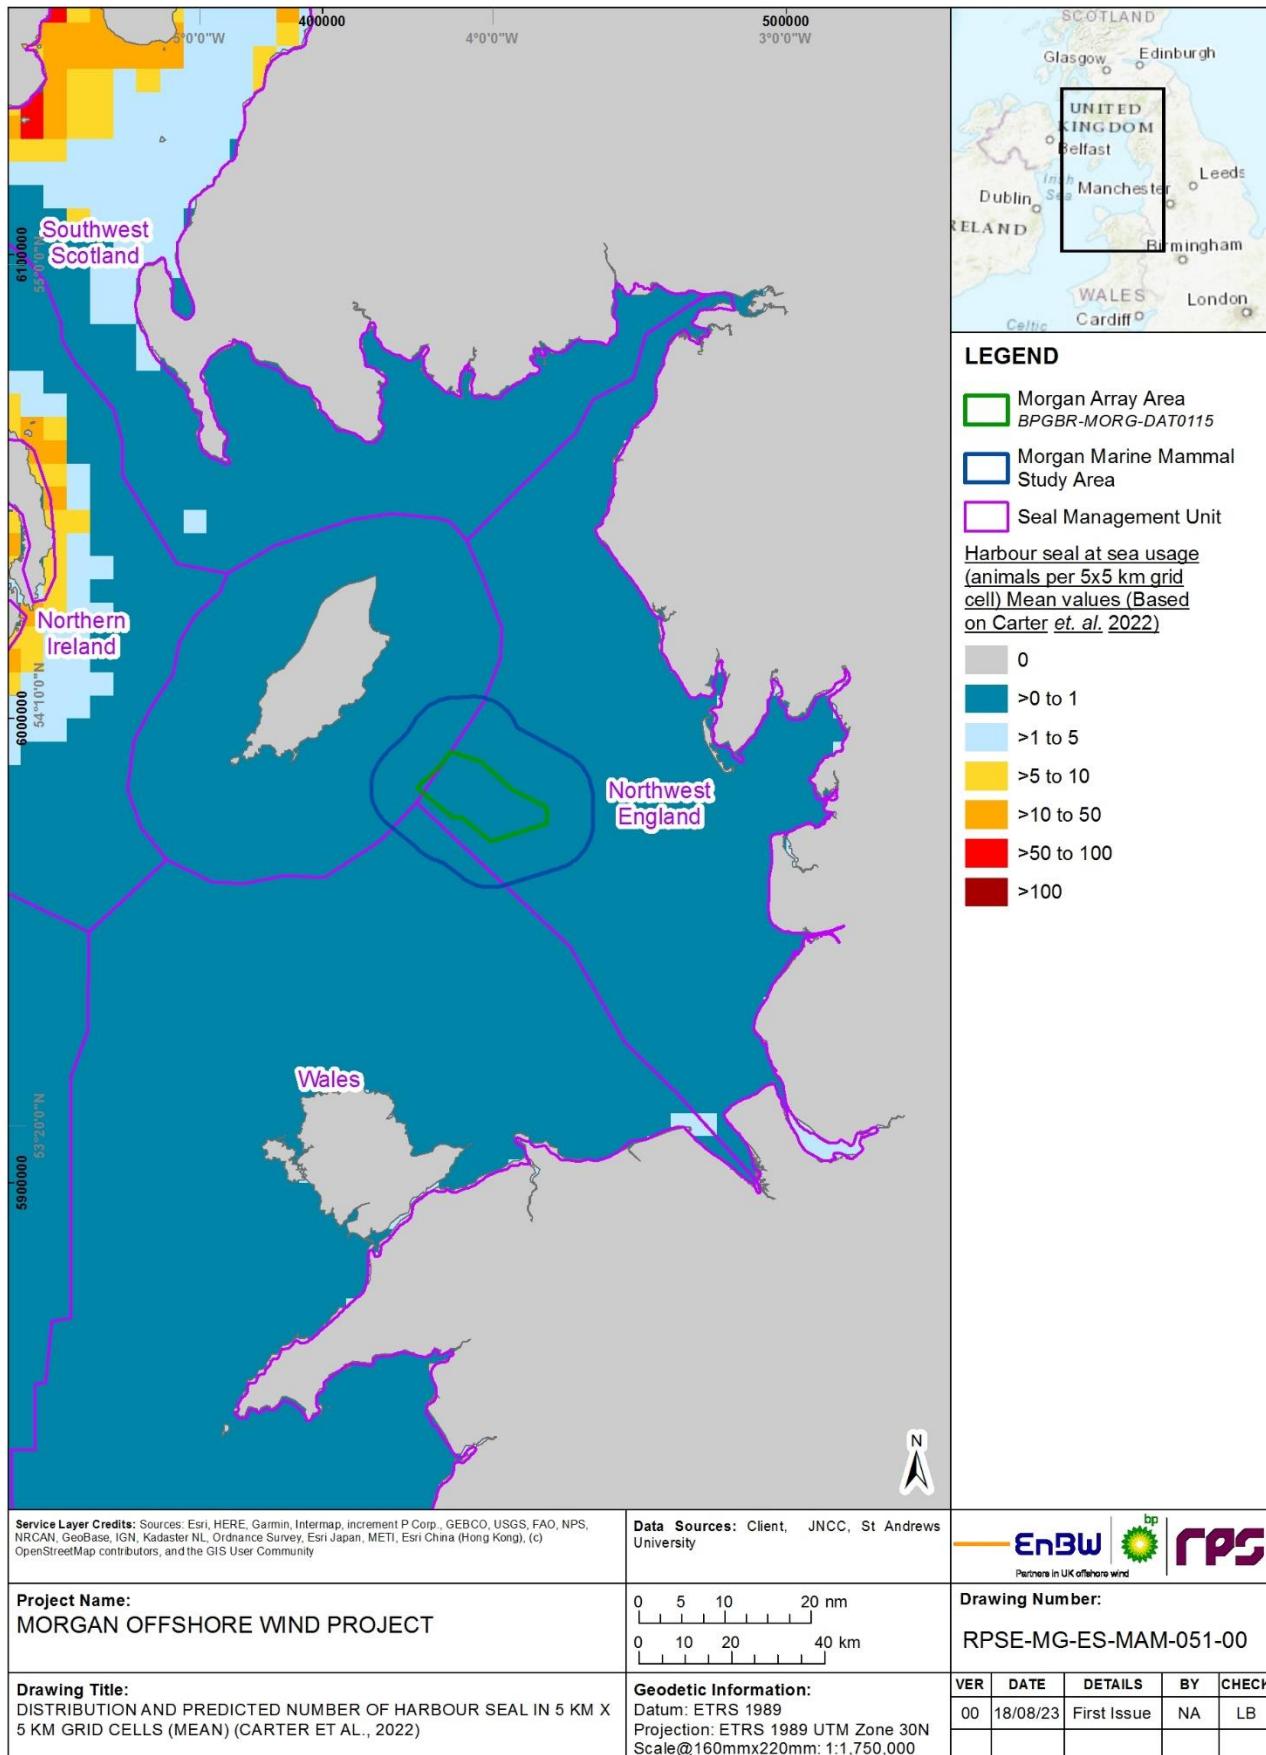 400000
500000
5°0'0"W
4°0'0"W
3°0'0"W
6100000
55°0'0"N
6000000
54°10'0"N
53°20'0"N
5900000
Southwest
Scotland
Northern
Ireland
Northwest
England
Wales
N
SCOTLAND
Glasgow
Edinburgh
UNITED
KINGDOM
Belfast
Irish
Sea
Leeds
Manchester
Dublin
RELAND
Birmingham
WALES
London
Cardiff
Celtic
LEGEND
Morgan Array Area
BPGBR-MORG-DAT0115
Morgan Marine Mammal
Study Area
Seal Management Unit
Harbour seal at sea usage
(animals per 5x5 km grid
cell) Mean values (Based
on Carter et. al. 2022)
0
>0 to 1
>1 to 5
>5 to 10
>10 to 50
>50 to 100
>100
Service Layer Credits: Sources: Esri, HERE, Garmin, Intermap, increment P Corp., GEBCO, USGS, FAO, NPS,
NRCAN, GeoBase, IGN, Kadaster NL, Ordnance Survey, Esri Japan, METI, Esri China (Hong Kong), (c)
OpenStreetMap contributors, and the GIS User Community
Data Sources: Client, JNCC, St Andrews
University
EnBW
bp
rps
Partners in UK offshore wind
Project Name:
MORGAN OFFSHORE WIND PROJECT
0 5 10 20 nm
0 10 20 40 km
Drawing Number:
RPSE-MG-ES-MAM-051-00
Drawing Title:
DISTRIBUTION AND PREDICTED NUMBER OF HARBOUR SEAL IN 5 KM X
5 KM GRID CELLS (MEAN) (CARTER ET AL., 2022)
Geodetic Information:
Datum: ETRS 1989
Projection: ETRS 1989 UTM Zone 30N
Scale@160mmx220mm: 1:1,750,000
VER DATE DETAILS BY CHECK
00 18/08/23 First Issue NA LB